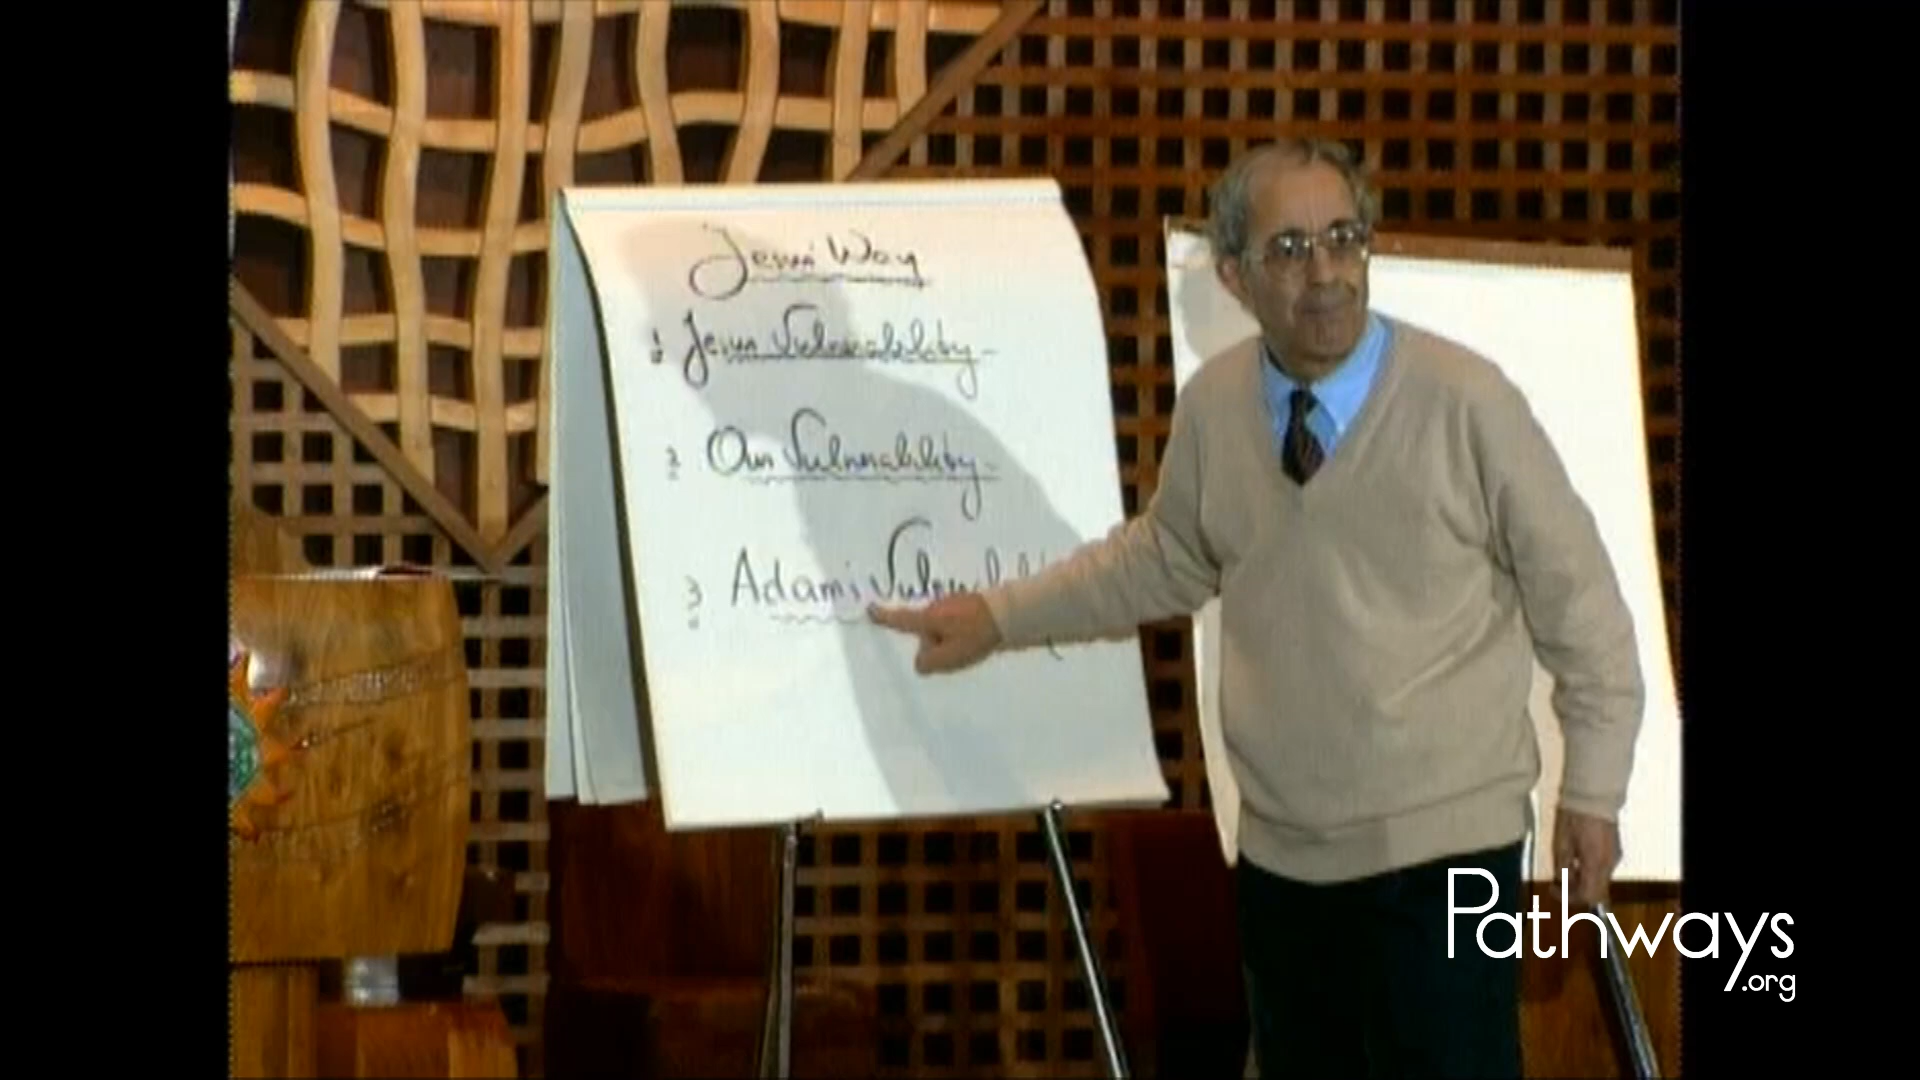 Jesus' Way
1. Jesus Vulnerability
2. Our Vulnerability
3. Adam's
Pathways
.org